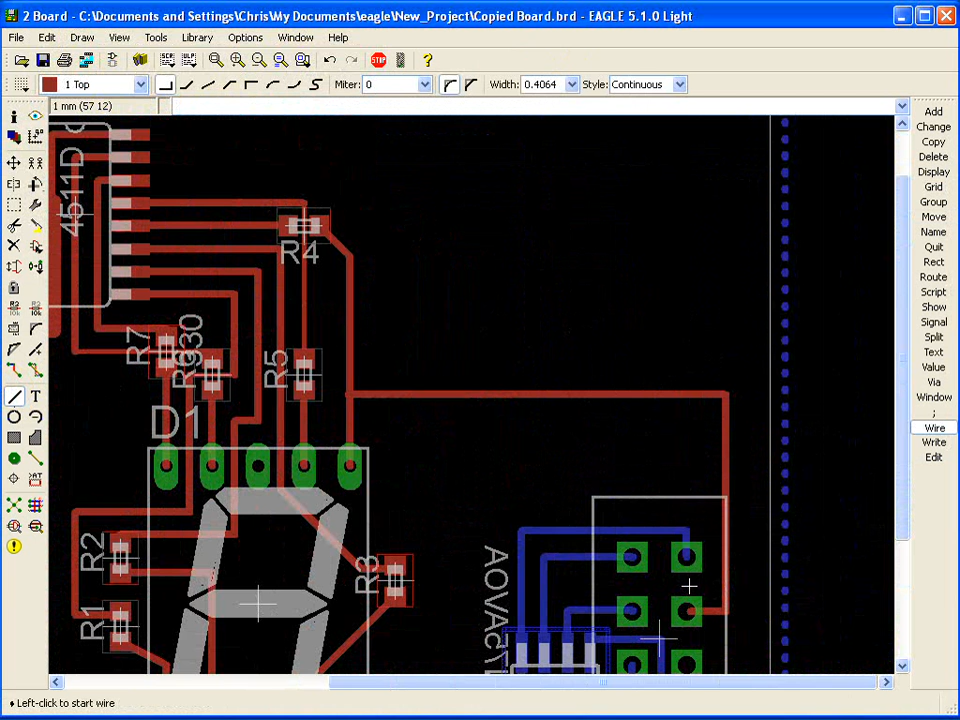 2 Board - C:\Documents and Settings\Chris\My Documents\eagle\New_Project\Copied Board.brd - EAGLE 5.1.0 Light
File Edit Draw View Tools Library Options Window Help
SCR ULP STOP ?
1 Top Miter: 0 Width: 0.4064 Style: Continuous
1 mm (57 12)
Add
Change
Copy
Delete
Display
Grid
Group
Move
Name
Quit
Rect
Route
Script
Show
Signal
Split
Text
Value
Via
Window
;
Wire
Write
Edit
4511D
R4
R7
R5
D1
R2
R3
R1
Left-click to start wire